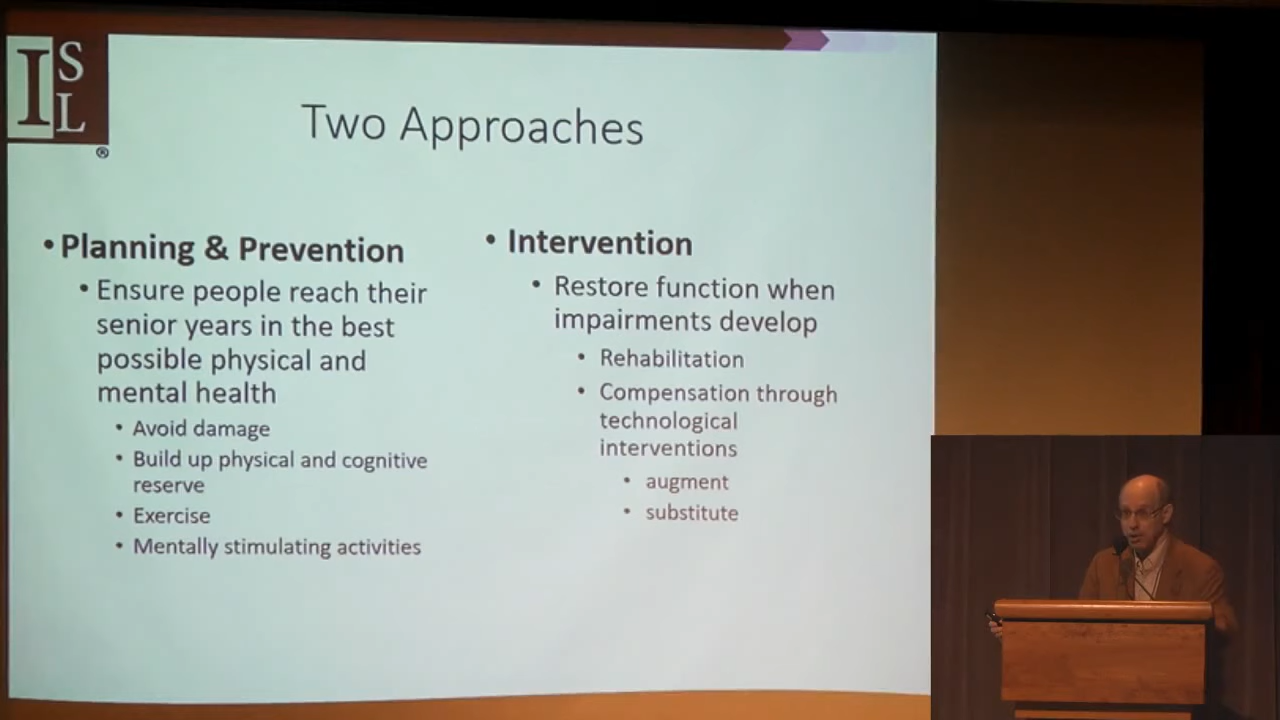 I
S
L
®
Two Approaches
• Planning & Prevention
• Ensure people reach their
senior years in the best
possible physical and
mental health
• Avoid damage
• Build up physical and cognitive
reserve
• Exercise
• Mentally stimulating activities
• Intervention
• Restore function when
impairments develop
• Rehabilitation
• Compensation through
technological
interventions
• augment
• substitute